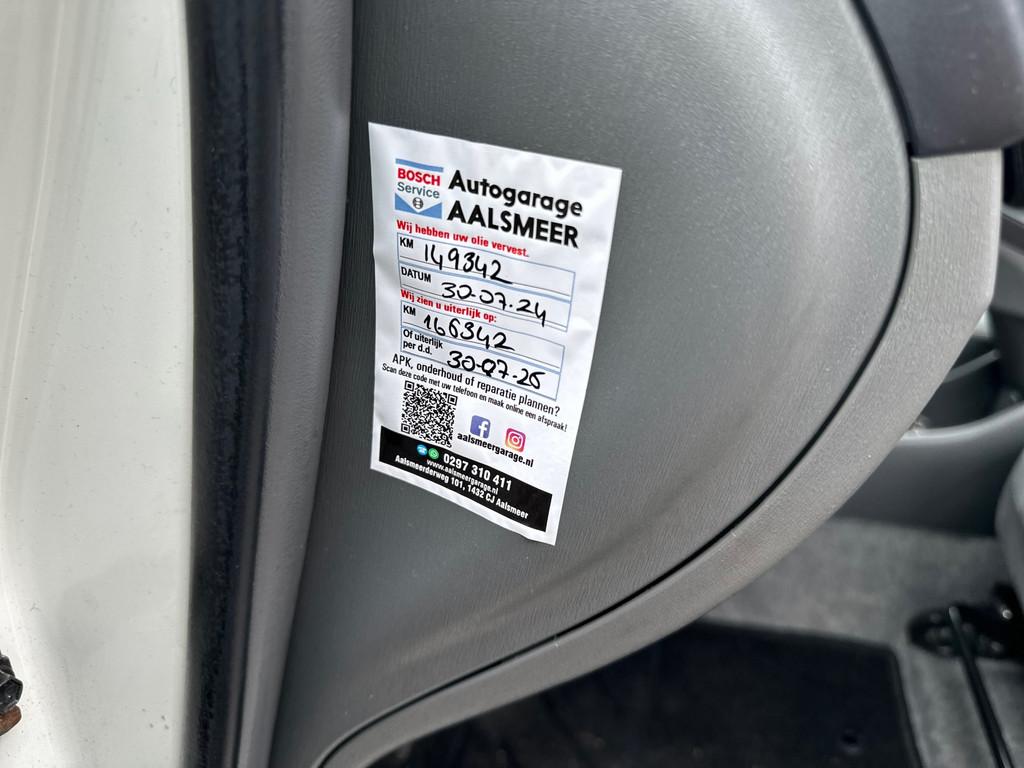 BOSCH
Service
Autogarage
AALSMEER
Wij hebben uw olie ververst.
KM 149342
DATUM 30-07-24
Wij zien u uiterlijk op:
KM 166342
Of uiterlijk
per d.d. 30-07-26
APK, onderhoud of reparatie plannen?
Scan deze code met uw telefoon en maak online een afspraak!
aalsmeergarage.nl
0297 310 411
www.aalsmeergarage.nl
Aalsmeerderweg 101, 1432 CJ Aalsmeer